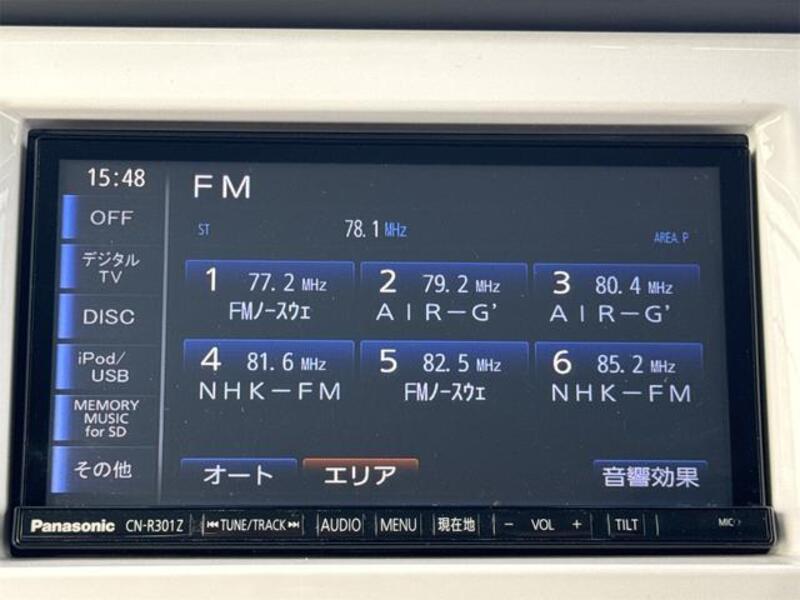 15:48
FM
OFF
ST 78.1 MHz AREA. P
デジタル
TV
1 77.2 MHz
FMノースウェ
2 79.2 MHz
AIR-G'
3 80.4 MHz
AIR-G'
DISC
iPod/
USB
4 81.6 MHz
NHK-FM
5 82.5 MHz
FMノースウェ
6 85.2 MHz
NHK-FM
MEMORY
MUSIC
for SD
その他
オート エリア 音響効果
Panasonic CN-R301Z ⏮TUNE/TRACK⏭ AUDIO MENU 現在地 − VOL + TILT MIC